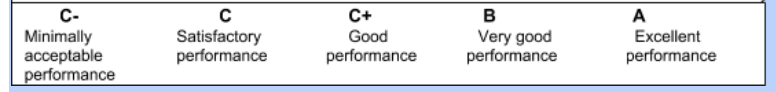 C- C C+ B A
Minimally Satisfactory Good Very good Excellent
acceptable performance performance performance performance
performance